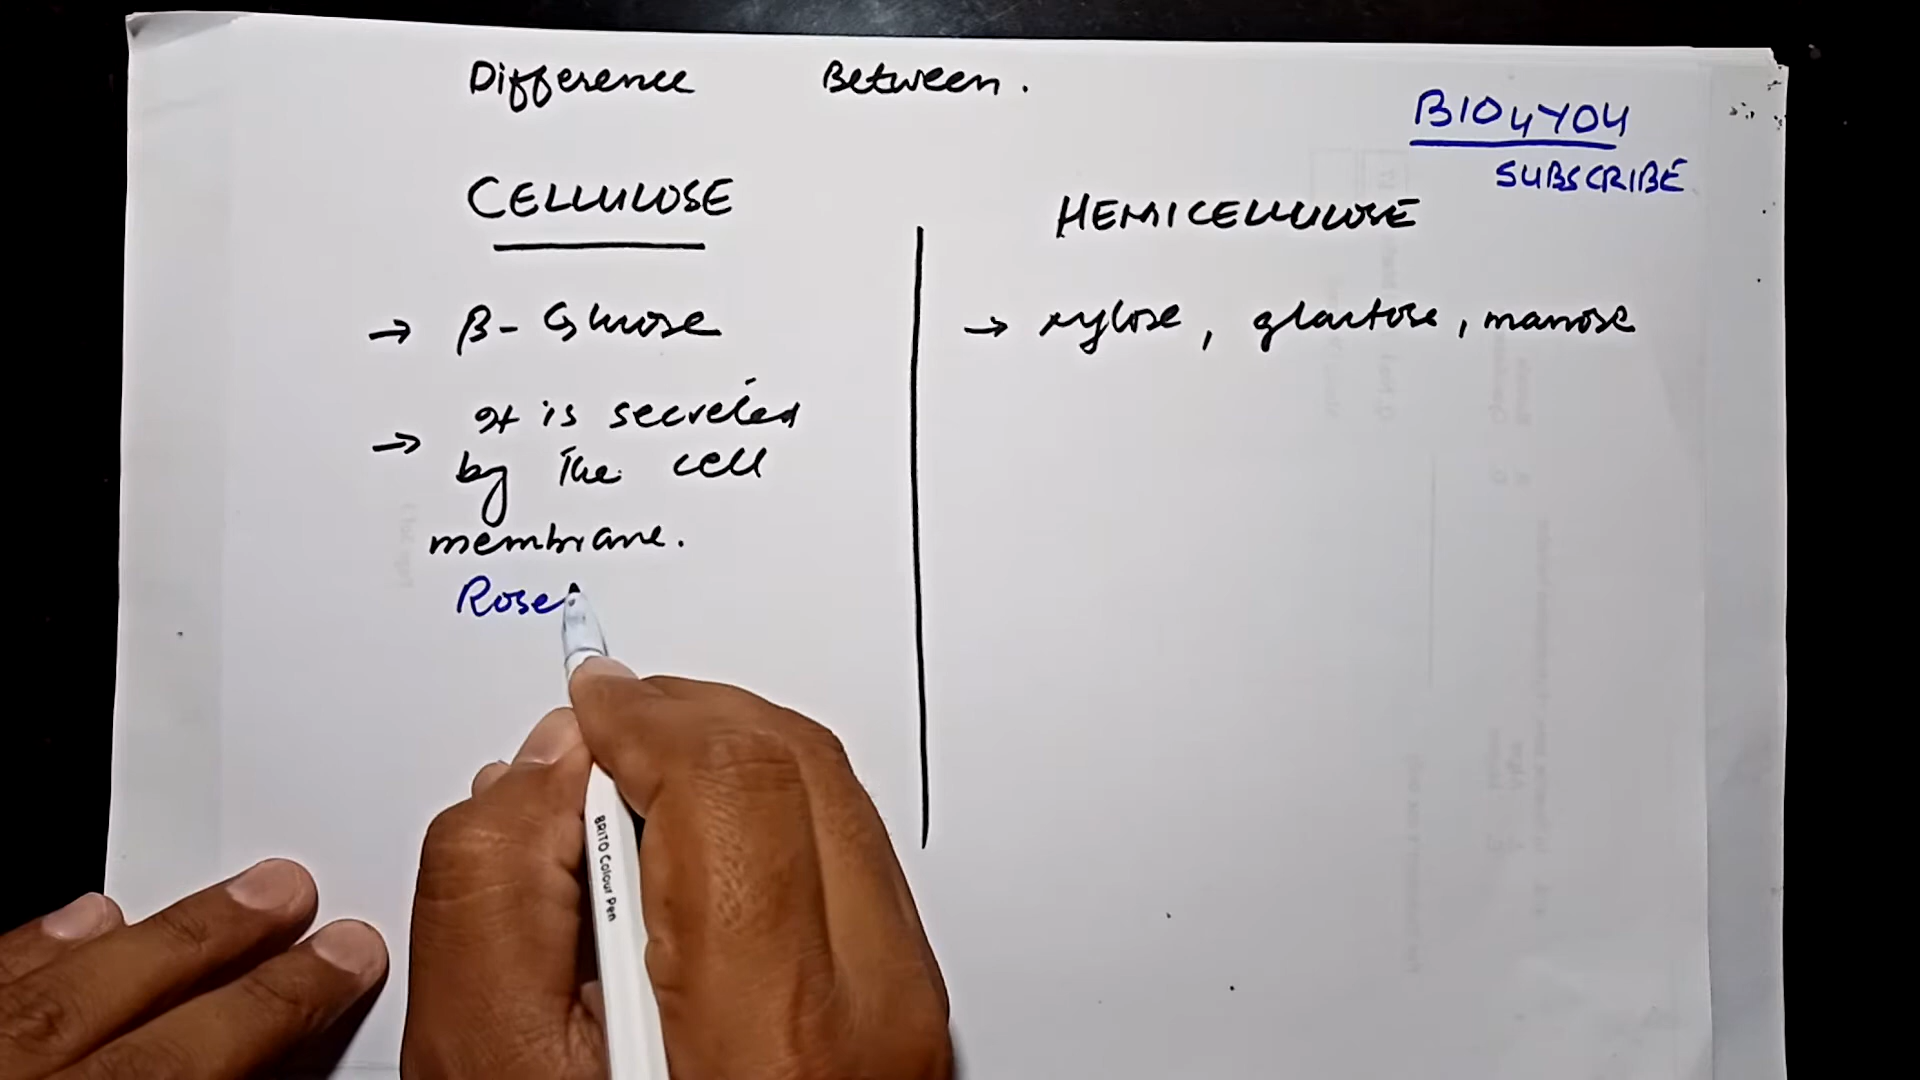 Difference Between.
BIO4YOU
SUBSCRIBE
CELLULOSE
HEMICELLULOSE
→ β- Glucose
→ xylose, glactose, manose
→ It is secreted
by the cell
membrane.
Rose
BRITO Colour Pen